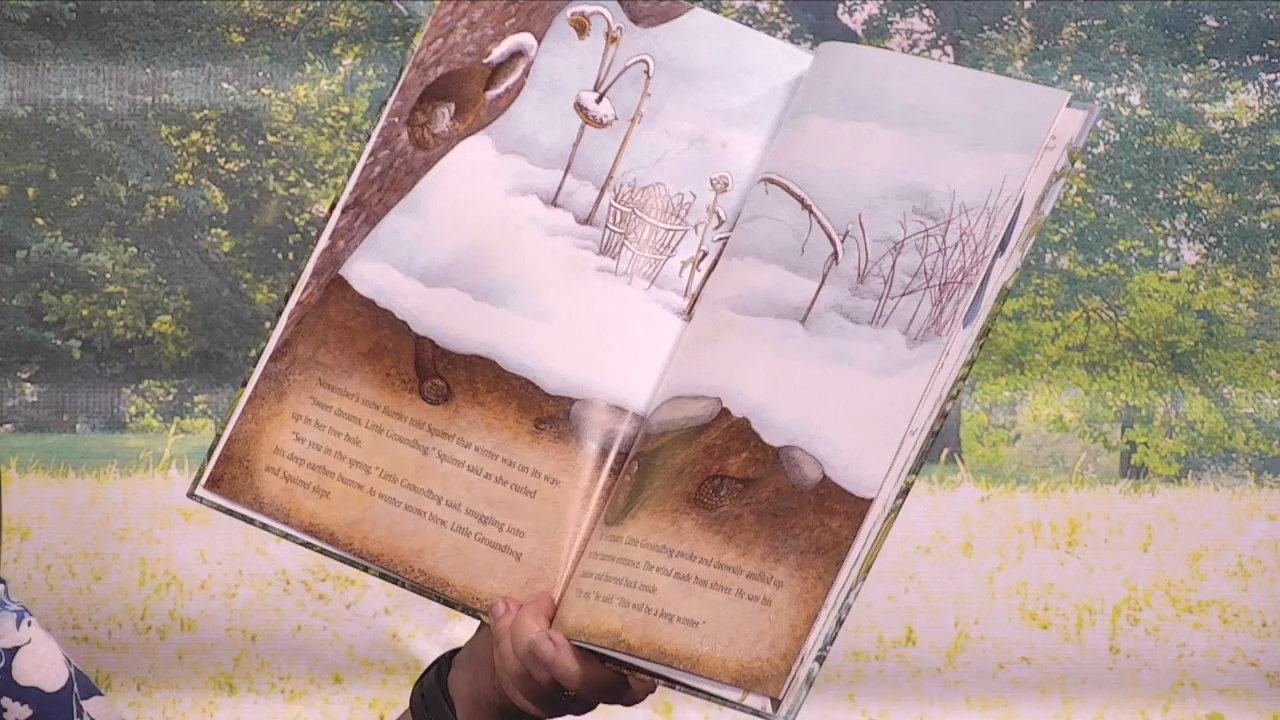 November's snow flurries told Squirrel that winter was on its way.
"Sweet dreams, Little Groundhog," Squirrel said as she curled
up in her tree hole.
"See you in the spring," Little Groundhog said, snuggling into
his deep earthen burrow. As winter snows blew, Little Groundhog
and Squirrel slept.
Little Groundhog awoke and drowsily ambled up
to the burrow entrance. The wind made him shiver. He saw his
and hurried back inside.
he said. "This will be a long winter."